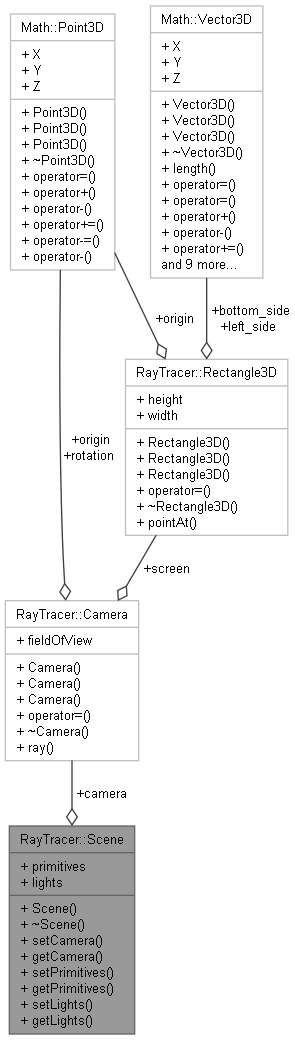 Math::Point3D
+ X
+ Y
+ Z
+ Point3D()
+ Point3D()
+ Point3D()
+ ~Point3D()
+ operator=()
+ operator+()
+ operator-()
+ operator+=()
+ operator-=()
+ operator-()
Math::Vector3D
+ X
+ Y
+ Z
+ Vector3D()
+ Vector3D()
+ Vector3D()
+ ~Vector3D()
+ length()
+ operator=()
+ operator=()
+ operator+()
+ operator-()
+ operator+=()
and 9 more...
+origin
+bottom_side
+left_side
RayTracer::Rectangle3D
+ height
+ width
+ Rectangle3D()
+ Rectangle3D()
+ Rectangle3D()
+ operator=()
+ ~Rectangle3D()
+ pointAt()
+origin
+rotation
+screen
RayTracer::Camera
+ fieldOfView
+ Camera()
+ Camera()
+ Camera()
+ operator=()
+ ~Camera()
+ ray()
+camera
RayTracer::Scene
+ primitives
+ lights
+ Scene()
+ ~Scene()
+ setCamera()
+ getCamera()
+ setPrimitives()
+ getPrimitives()
+ setLights()
+ getLights()